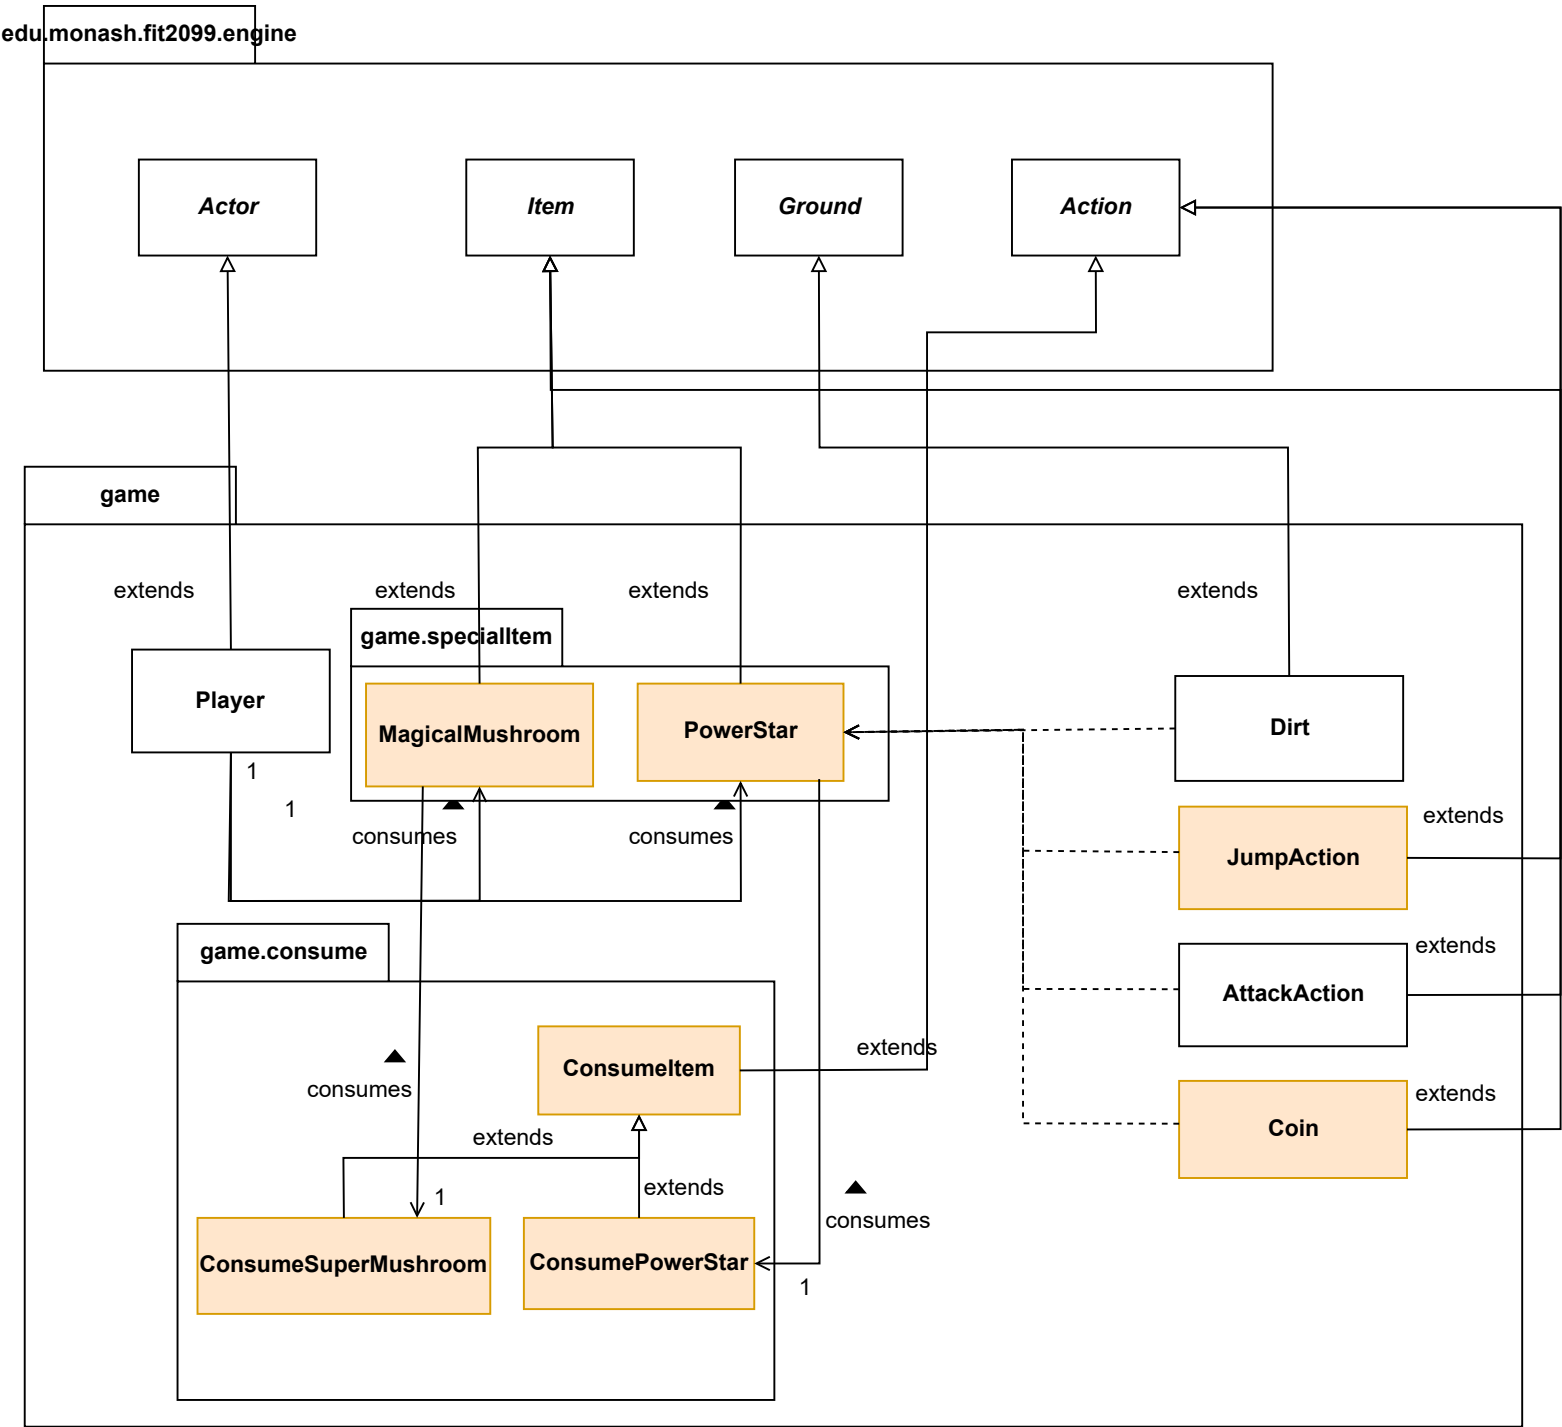 edu.monash.fit2099.engine
Actor
Item
Ground
Action
game
extends
extends
extends
extends
game.specialItem
Player
MagicalMushroom
PowerStar
Dirt
1
1
consumes
consumes
extends
JumpAction
game.consume
extends
AttackAction
ConsumeItem
extends
consumes
extends
Coin
extends
extends
1
consumes
ConsumeSuperMushroom
ConsumePowerStar
1